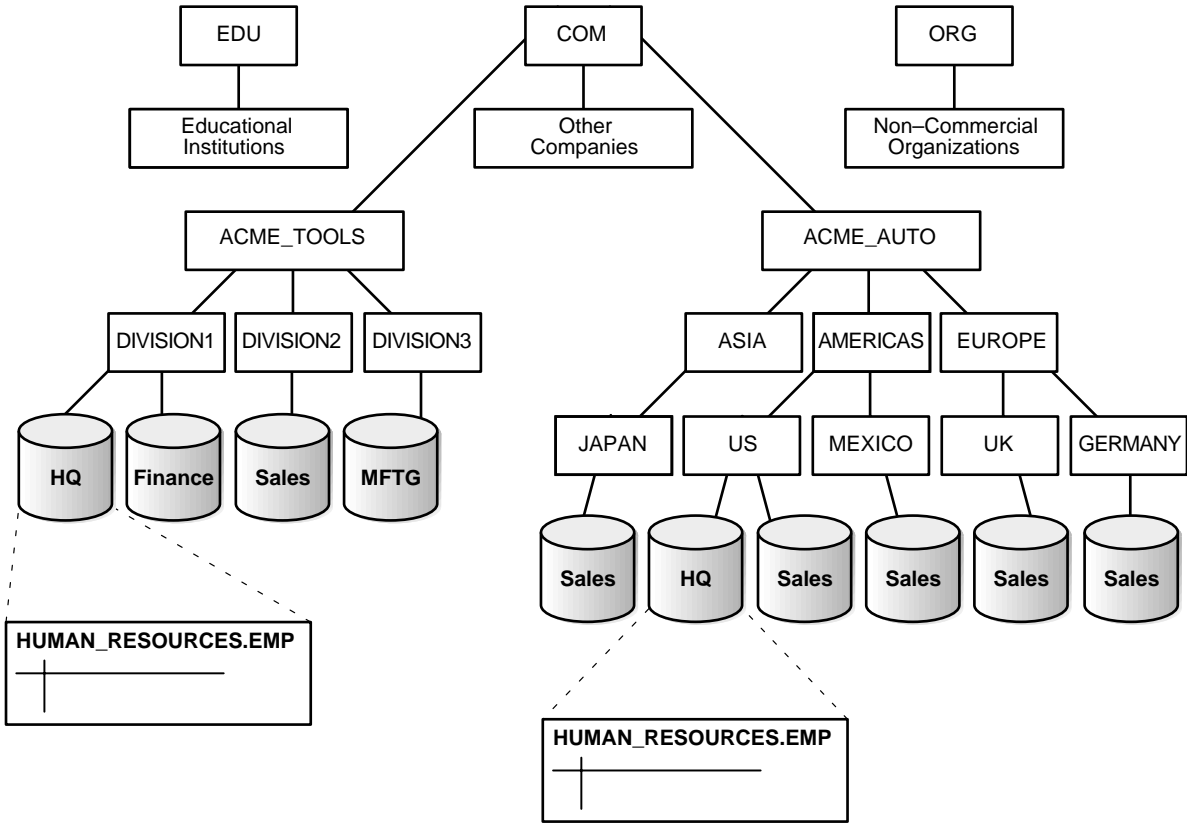 EDU
COM
ORG
Educational
Institutions
Other
Companies
Non–Commercial
Organizations
ACME_TOOLS
ACME_AUTO
DIVISION1
DIVISION2
DIVISION3
ASIA
AMERICAS
EUROPE
HQ
Finance
Sales
MFTG
JAPAN
US
MEXICO
UK
GERMANY
Sales
HQ
Sales
Sales
Sales
Sales
HUMAN_RESOURCES.EMP
HUMAN_RESOURCES.EMP